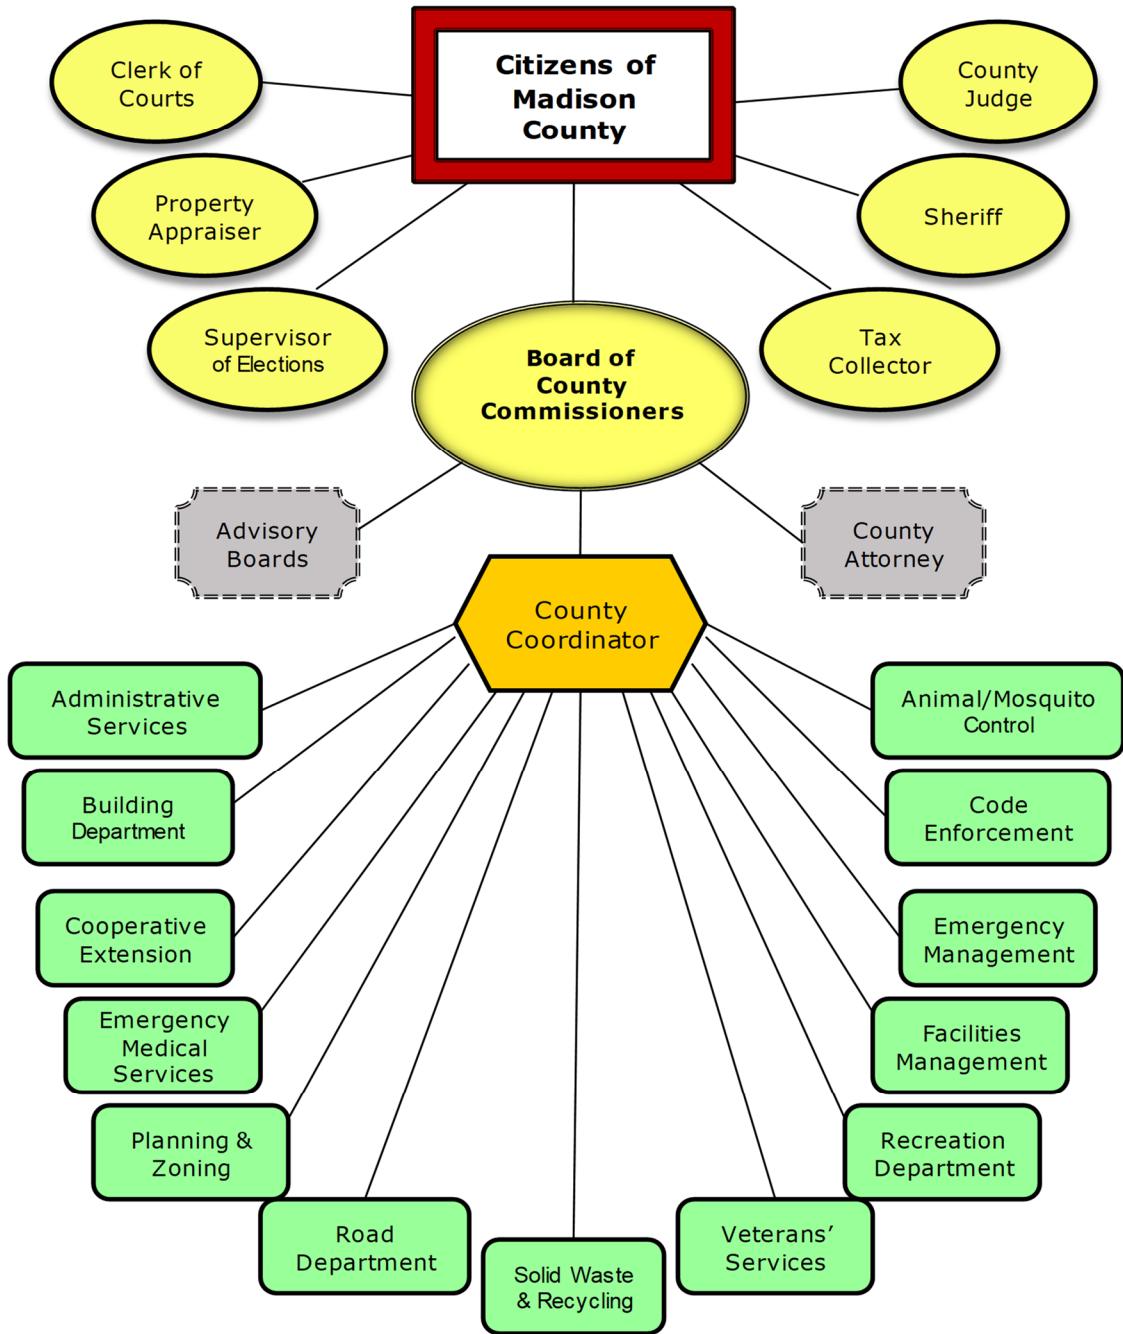 Citizens of
Madison
County
Clerk of
Courts
County
Judge
Property
Appraiser
Sheriff
Supervisor
of Elections
Tax
Collector
Board of
County
Commissioners
Advisory
Boards
County
Attorney
County
Coordinator
Administrative
Services
Animal/Mosquito
Control
Building
Department
Code
Enforcement
Cooperative
Extension
Emergency
Management
Emergency
Medical
Services
Facilities
Management
Planning &
Zoning
Recreation
Department
Road
Department
Veterans’
Services
Solid Waste
& Recycling